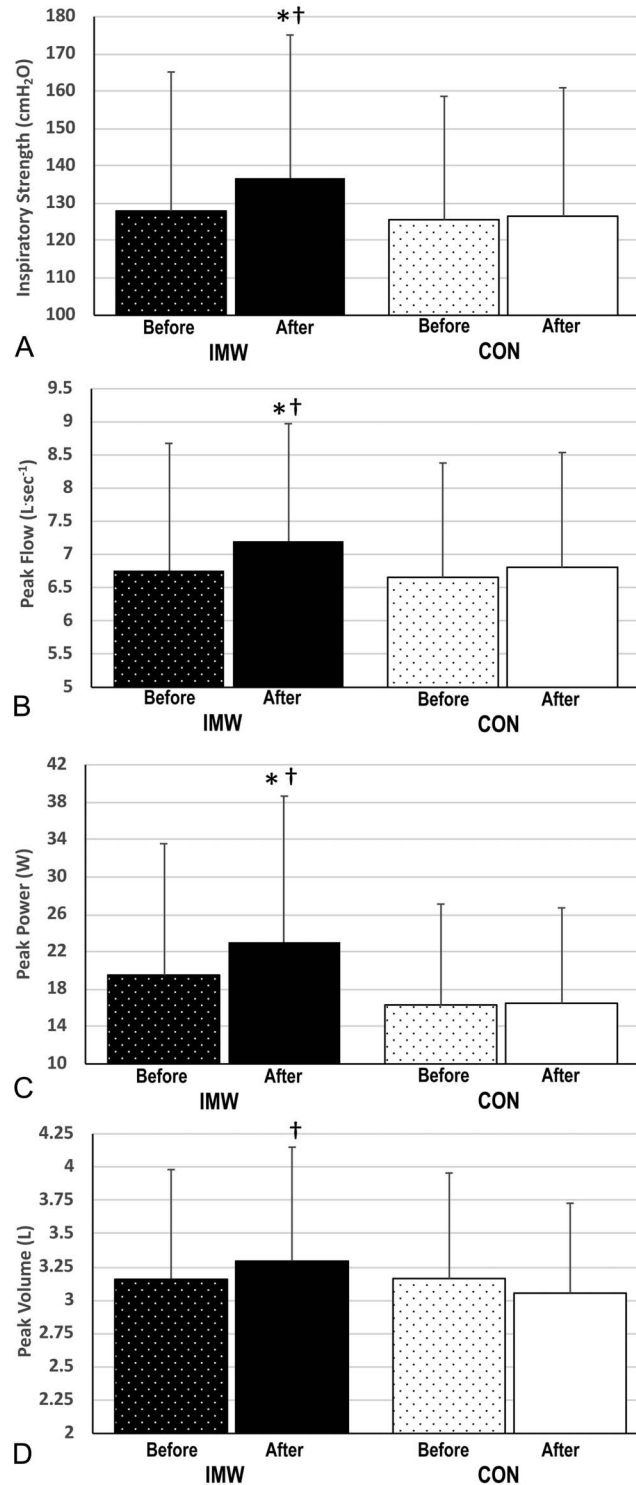 *†
180
170
160
150
140
130
120
110
100
Inspiratory Strength (cmH₂O)
Before After Before After
IMW CON
A
*†
9.5
9
8.5
8
7.5
7
6.5
6
5.5
5
Peak Flow (L·sec⁻¹)
Before After Before After
IMW CON
B
*†
42
38
34
30
26
22
18
14
10
Peak Power (W)
Before After Before After
IMW CON
C
†
4.25
4
3.75
3.5
3.25
3
2.75
2.5
2.25
2
Peak Volume (L)
Before After Before After
IMW CON
D